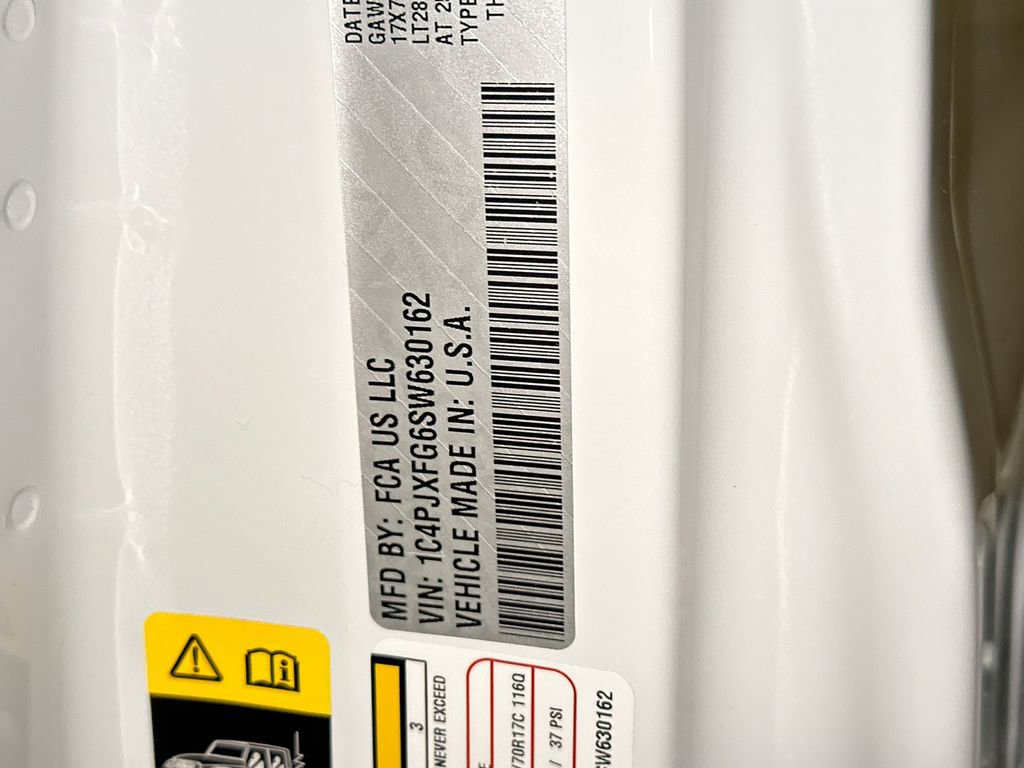 MFD BY: FCA US LLC
VIN: 1C4PJXFG6SW630162
VEHICLE MADE IN: U.S.A.
DATE
GAW
17X7
LT28
AT 25
TYPE
TH
3
NEVER EXCEED
/70R17C 116Q
/ 37 PSI
SW630162